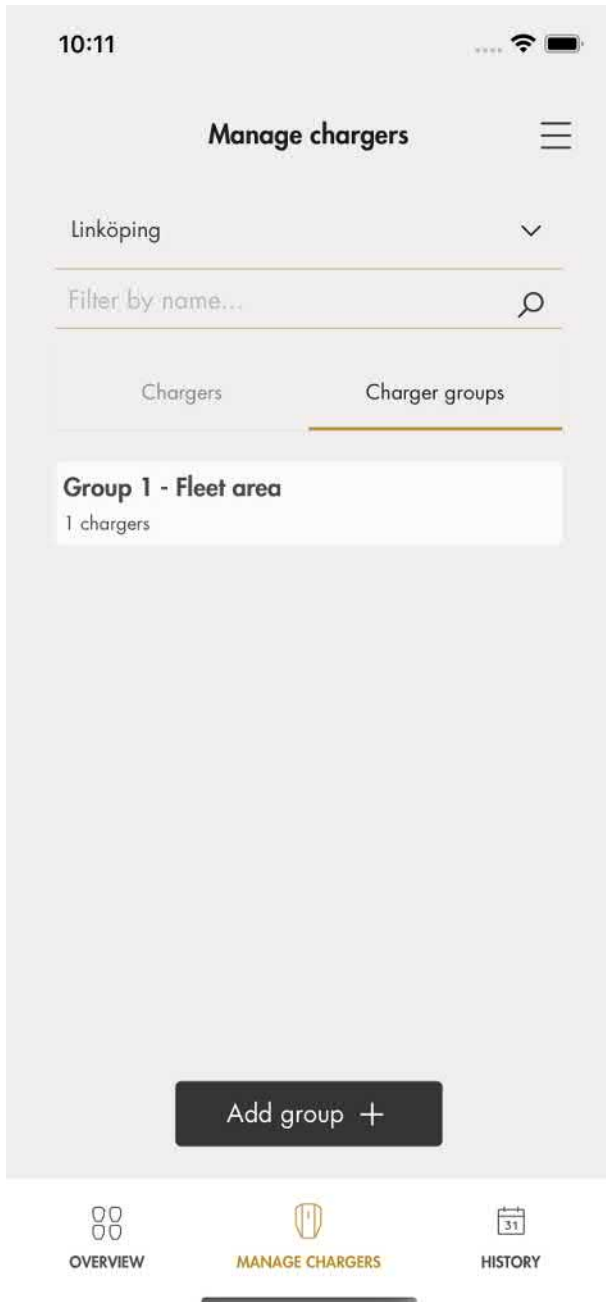 10:11
Manage chargers
Linköping
Filter by name...
Chargers Charger groups
Group 1 - Fleet area
1 chargers
Add group +
31
OVERVIEW MANAGE CHARGERS HISTORY